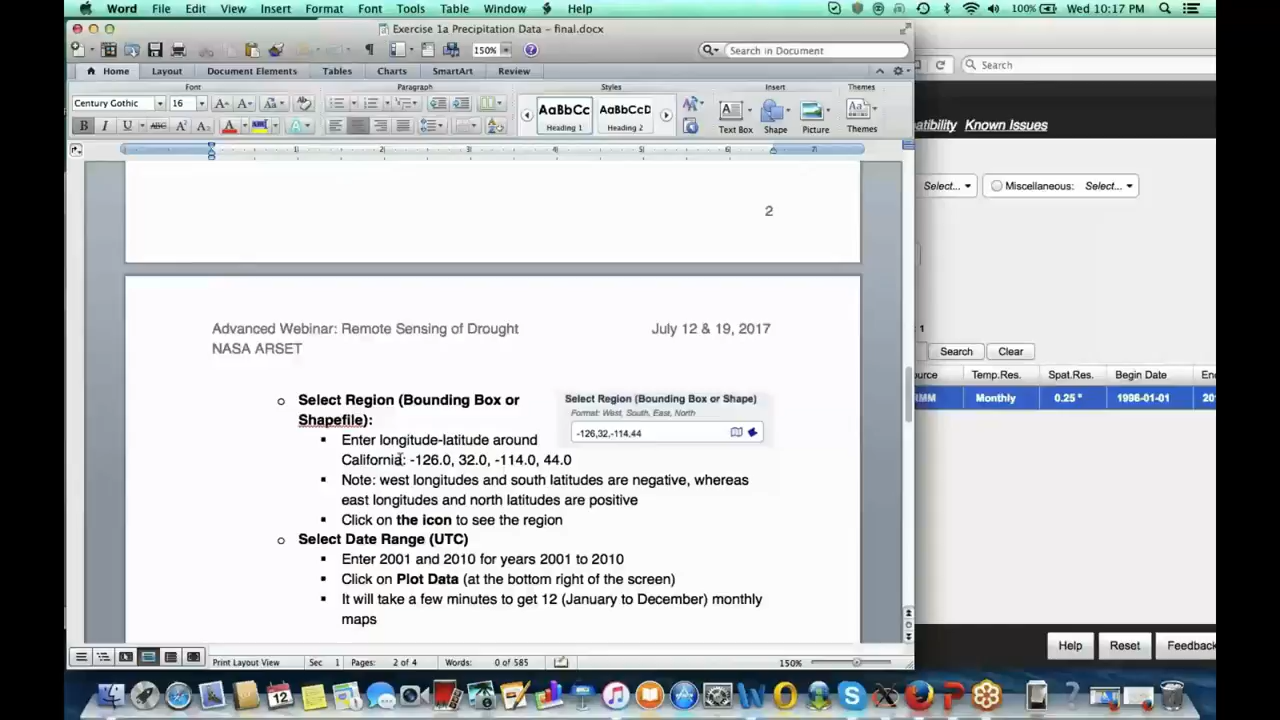 Word File Edit View Insert Format Font Tools Table Window Help 100% Wed 10:17 PM
Exercise 1a Precipitation Data – final.docx
150% Search in Document
Search
Home Layout Document Elements Tables Charts SmartArt Review
Font Paragraph Styles Insert Themes
Century Gothic 16
AaBbCc AaBbCcD
Heading 1 Heading 2 Text Box Shape Picture Themes
B I U ABC
Known Issues
Select... Miscellaneous: Select...
2
1
Search Clear
Temp.Res. Spat.Res. Begin Date
Monthly 0.25 ° 1998-01-01
Advanced Webinar: Remote Sensing of Drought July 12 & 19, 2017
NASA ARSET
Select Region (Bounding Box or
Shapefile):
Select Region (Bounding Box or Shape)
Format: West, South, East, North
-126,32,-114,44
Enter longitude-latitude around
California: -126.0, 32.0, -114.0, 44.0
Note: west longitudes and south latitudes are negative, whereas
east longitudes and north latitudes are positive
Click on the icon to see the region
Select Date Range (UTC)
Enter 2001 and 2010 for years 2001 to 2010
Click on Plot Data (at the bottom right of the screen)
It will take a few minutes to get 12 (January to December) monthly
maps
Help Reset Feedback
Print Layout View Sec 1 Pages: 2 of 4 Words: 0 of 585 150%